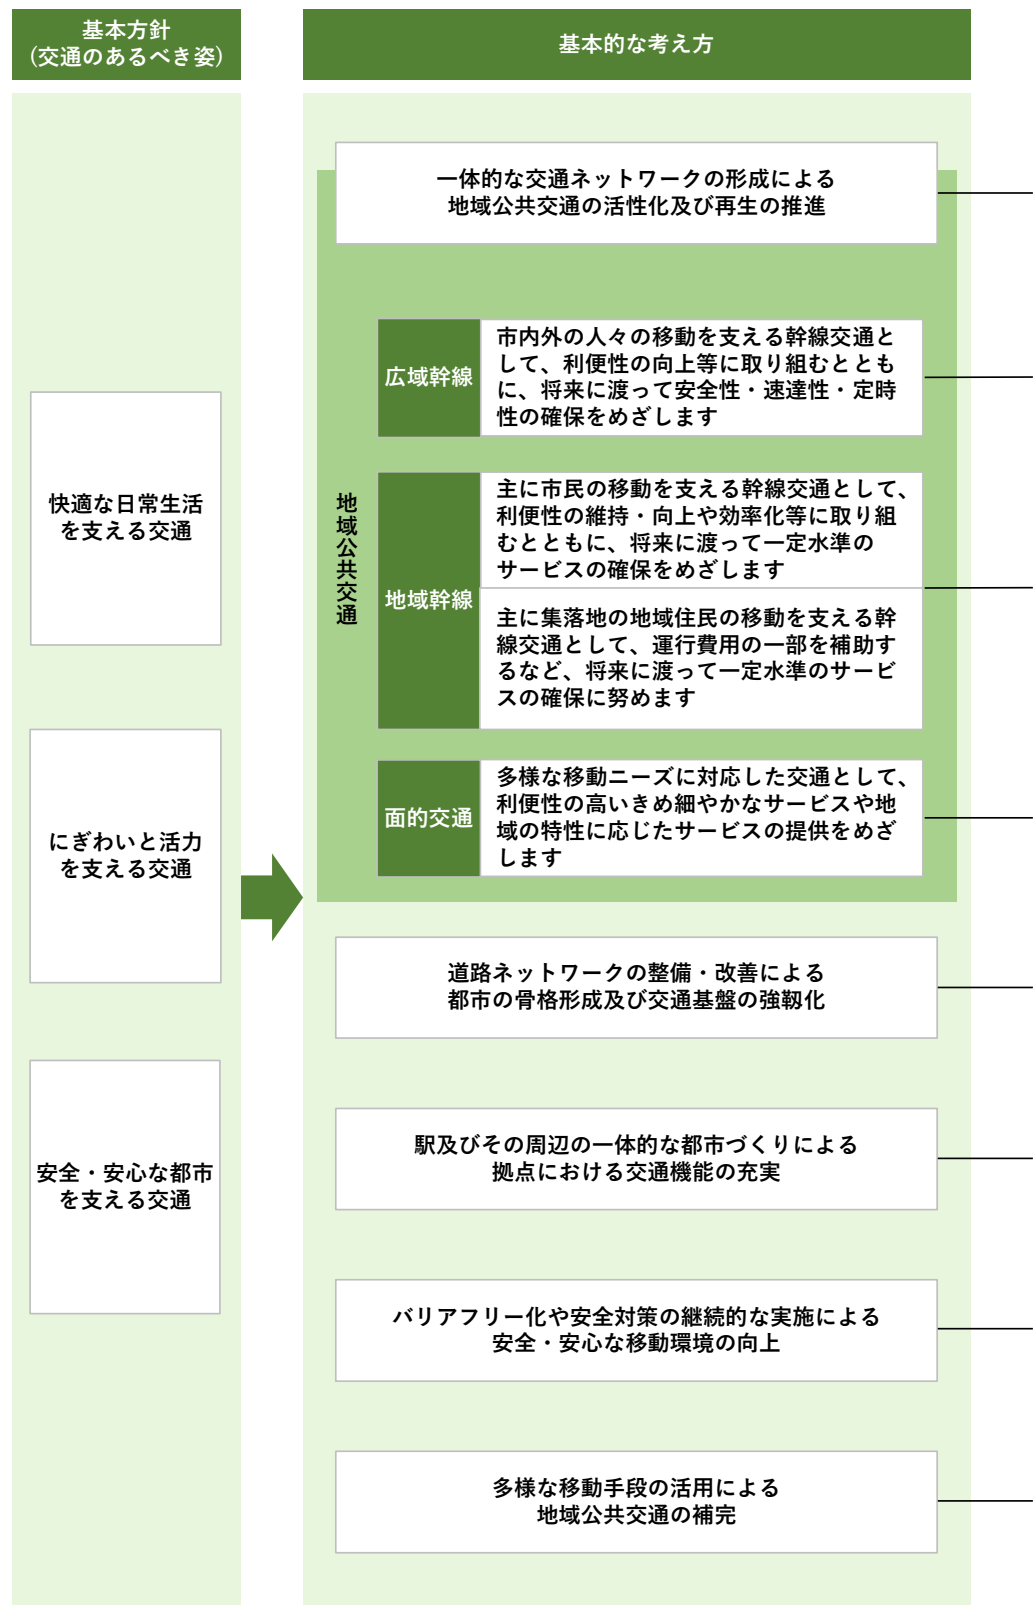 基本方針
(交通のあるべき姿)
基本的な考え方
快適な日常生活
を支える交通
にぎわいと活力
を支える交通
安全・安心な都市
を支える交通
一体的な交通ネットワークの形成による
地域公共交通の活性化及び再生の推進
地域公共交通
広域幹線
市内外の人々の移動を支える幹線交通と
して、利便性の向上等に取り組むととも
に、将来に渡って安全性・速達性・定時
性の確保をめざします
地域幹線
主に市民の移動を支える幹線交通として、
利便性の維持・向上や効率化等に取り組
むとともに、将来に渡って一定水準の
サービスの確保をめざします
主に集落地の地域住民の移動を支える幹
線交通として、運行費用の一部を補助す
るなど、将来に渡って一定水準のサービ
スの確保に努めます
面的交通
多様な移動ニーズに対応した交通として、
利便性の高いきめ細やかなサービスや地
域の特性に応じたサービスの提供をめざ
します
道路ネットワークの整備・改善による
都市の骨格形成及び交通基盤の強靱化
駅及びその周辺の一体的な都市づくりによる
拠点における交通機能の充実
バリアフリー化や安全対策の継続的な実施による
安全・安心な移動環境の向上
多様な移動手段の活用による
地域公共交通の補完